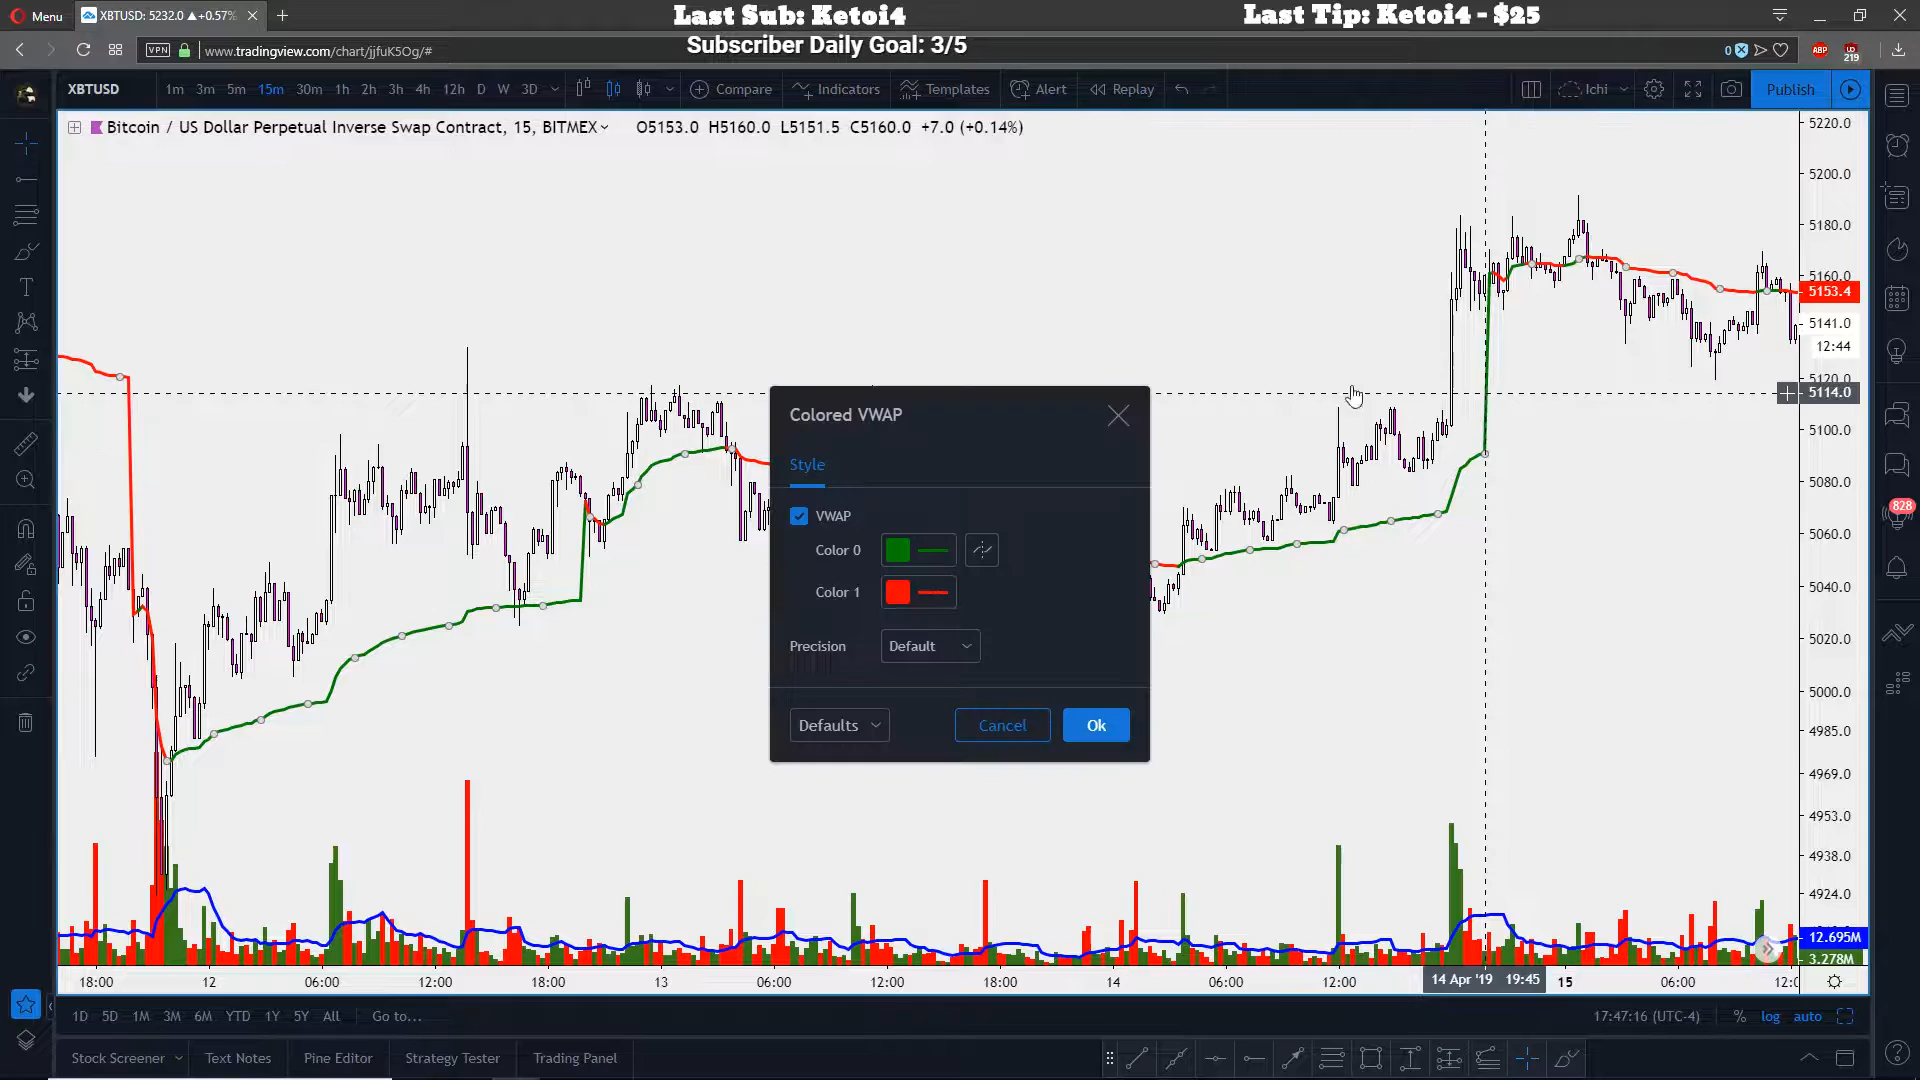 Last Sub: Ketoi4
Last Tip: Ketoi4 - $25
Subscriber Daily Goal: 3/5
Menu
XBTUSD: 5232.0 ▲+0.57%
VPN
www.tradingview.com/chart/jjfuK5Og/#
0
ABP
219
XBTUSD
1m 3m 5m 15m 30m 1h 2h 3h 4h 12h D W 3D
Compare
Indicators
Templates
Alert
Replay
Ichi
Publish
Bitcoin / US Dollar Perpetual Inverse Swap Contract, 15, BITMEX
O5153.0 H5160.0 L5151.5 C5160.0 +7.0 (+0.14%)
5220.0
5200.0
5180.0
5160.0
5153.4
5141.0
12:44
5120.0
5114.0
5100.0
5080.0
5060.0
5040.0
5020.0
5000.0
4985.0
4969.0
4953.0
4938.0
4924.0
12.695M
3.278M
828
Colored VWAP
Style
VWAP
Color 0
Color 1
Precision
Default
Defaults
Cancel
Ok
18:00 12 06:00 12:00 18:00 13 06:00 12:00 18:00 14 06:00 12:00 14 Apr '19 19:45 15 06:00
1D 5D 1M 3M 6M YTD 1Y 5Y All Go to...
17:47:16 (UTC-4) % log auto
Stock Screener
Text Notes
Pine Editor
Strategy Tester
Trading Panel